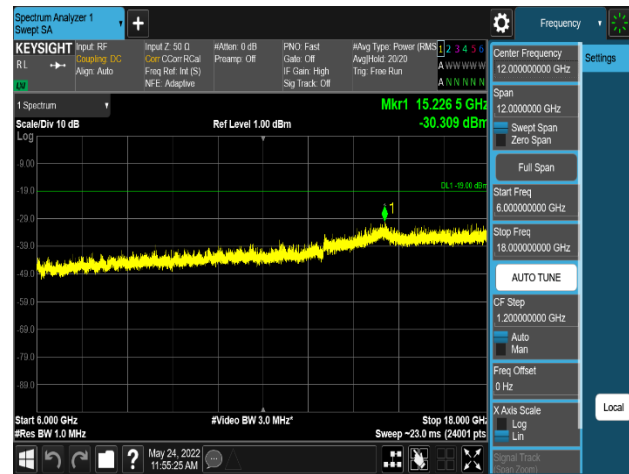 Spectrum Analyzer 1
Swept SA
Frequency
KEYSIGHT
RL
Input: RF
Coupling: DC
Align: Auto
Input Z: 50 Ω
Corr CCorr RCal
Freq Ref: Int (S)
NFE: Adaptive
#Atten: 0 dB
Preamp: Off
PNO: Fast
Gate: Off
IF Gain: High
Sig Track: Off
#Avg Type: Power (RMS
Avg|Hold: 20/20
Trig: Free Run
1 2 3 4 5 6
A W W W W W
A N N N N N
1 Spectrum
Scale/Div 10 dB
Ref Level 1.00 dBm
Mkr1 15.226 5 GHz
-30.309 dBm
Log
-9.00
-19.0
-29.0
-39.0
-49.0
-59.0
-69.0
-79.0
-89.0
DL1 -19.00 dBm
1
Start 6.000 GHz
#Res BW 1.0 MHz
#Video BW 3.0 MHz*
Stop 18.000 GHz
Sweep ~23.0 ms (24001 pts
May 24, 2022
11:55:25 AM
Center Frequency
12.000000000 GHz
Span
12.0000000 GHz
Swept Span
Zero Span
Full Span
Start Freq
6.000000000 GHz
Stop Freq
18.000000000 GHz
AUTO TUNE
CF Step
1.200000000 GHz
Auto
Man
Freq Offset
0 Hz
X Axis Scale
Log
Lin
Signal Track
(Span Zoom)
Settings
Local